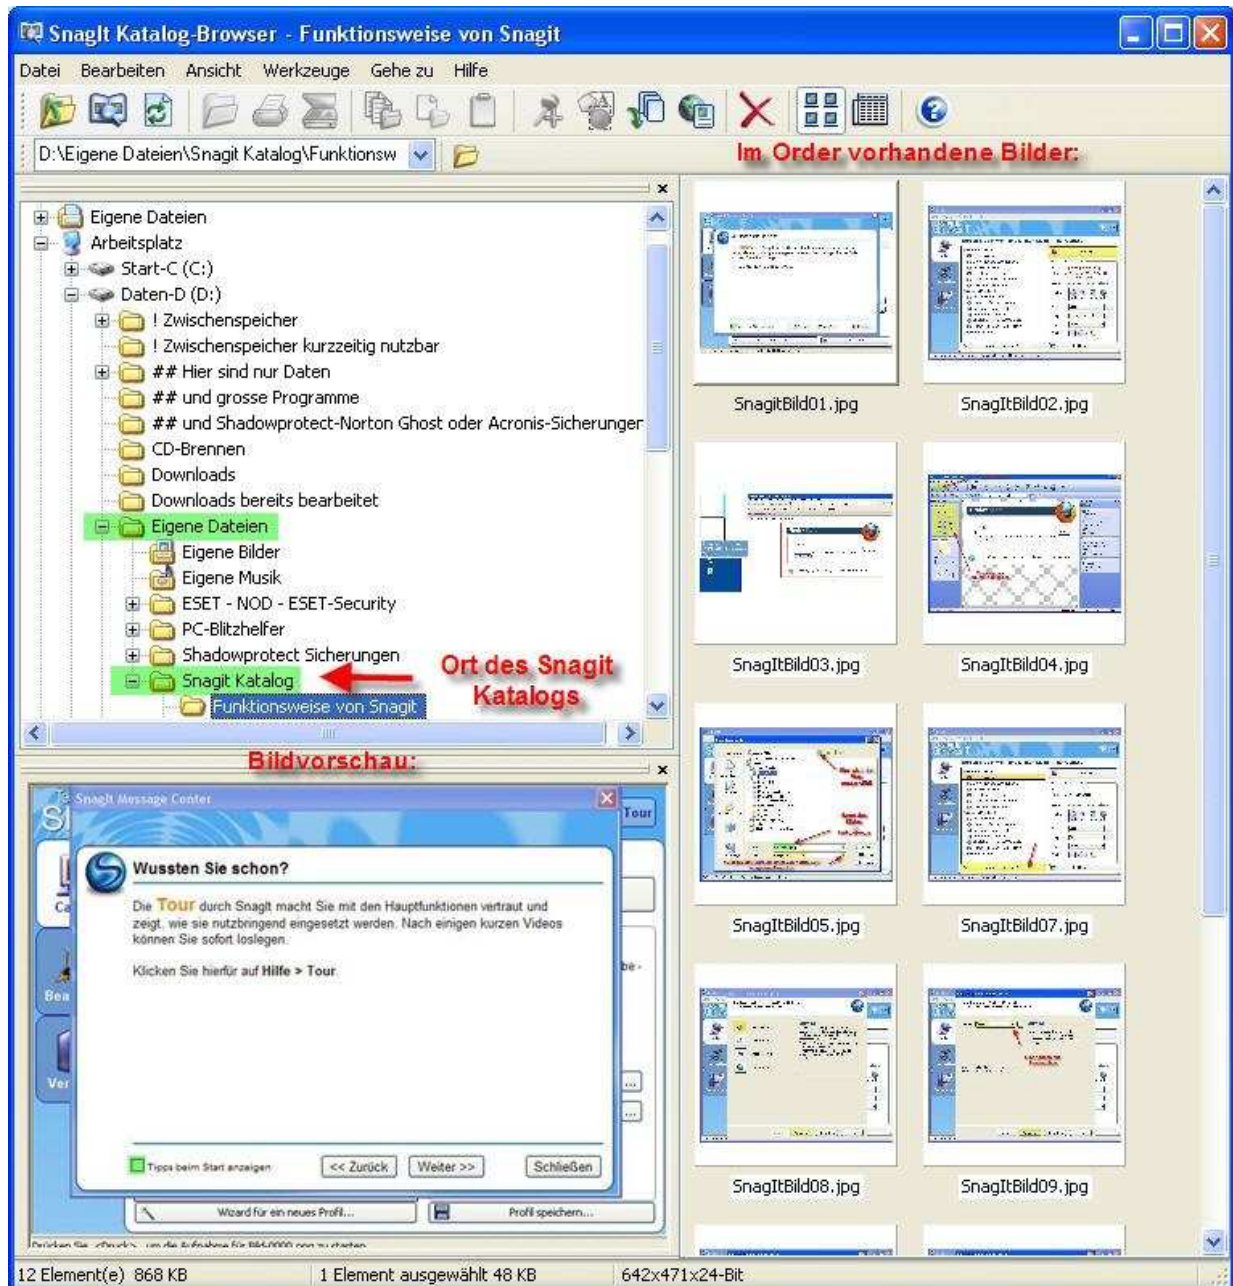 SnagIt Katalog-Browser - Funktionsweise von Snagit
Datei Bearbeiten Ansicht Werkzeuge Gehe zu Hilfe
D:\Eigene Dateien\Snagit Katalog\Funktionsw
Im Order vorhandene Bilder:
Eigene Dateien
Arbeitsplatz
Start-C (C:)
Daten-D (D:)
! Zwischenspeicher
! Zwischenspeicher kurzzeitig nutzbar
## Hier sind nur Daten
## und grosse Programme
## und Shadowprotect-Norton Ghost oder Acronis-Sicherunger
CD-Brennen
Downloads
Downloads bereits bearbeitet
Eigene Dateien
Eigene Bilder
Eigene Musik
ESET - NOD - ESET-Security
PC-Blitzhelfer
Shadowprotect Sicherungen
Snagit Katalog
Funktionsweise von Snagit
Ort des Snagit
Katalogs
Bildvorschau:
SnagIt Message Center
Tour
Wussten Sie schon?
Die Tour durch SnagIt macht Sie mit den Hauptfunktionen vertraut und
zeigt, wie sie nutzbringend eingesetzt werden. Nach einigen kurzen Videos
können Sie sofort loslegen.
Klicken Sie hierfür auf Hilfe > Tour.
Ca
be -
Bea
Ver
...
...
Tipps beim Start anzeigen
<< Zurück
Weiter >>
Schließen
Wizard für ein neues Profil...
Profil speichern...
SnagitBild01.jpg
SnagItBild02.jpg
SnagItBild03.jpg
SnagItBild04.jpg
SnagItBild05.jpg
SnagItBild07.jpg
SnagItBild08.jpg
SnagItBild09.jpg
12 Element(e) 868 KB
1 Element ausgewählt 48 KB
642x471x24-Bit